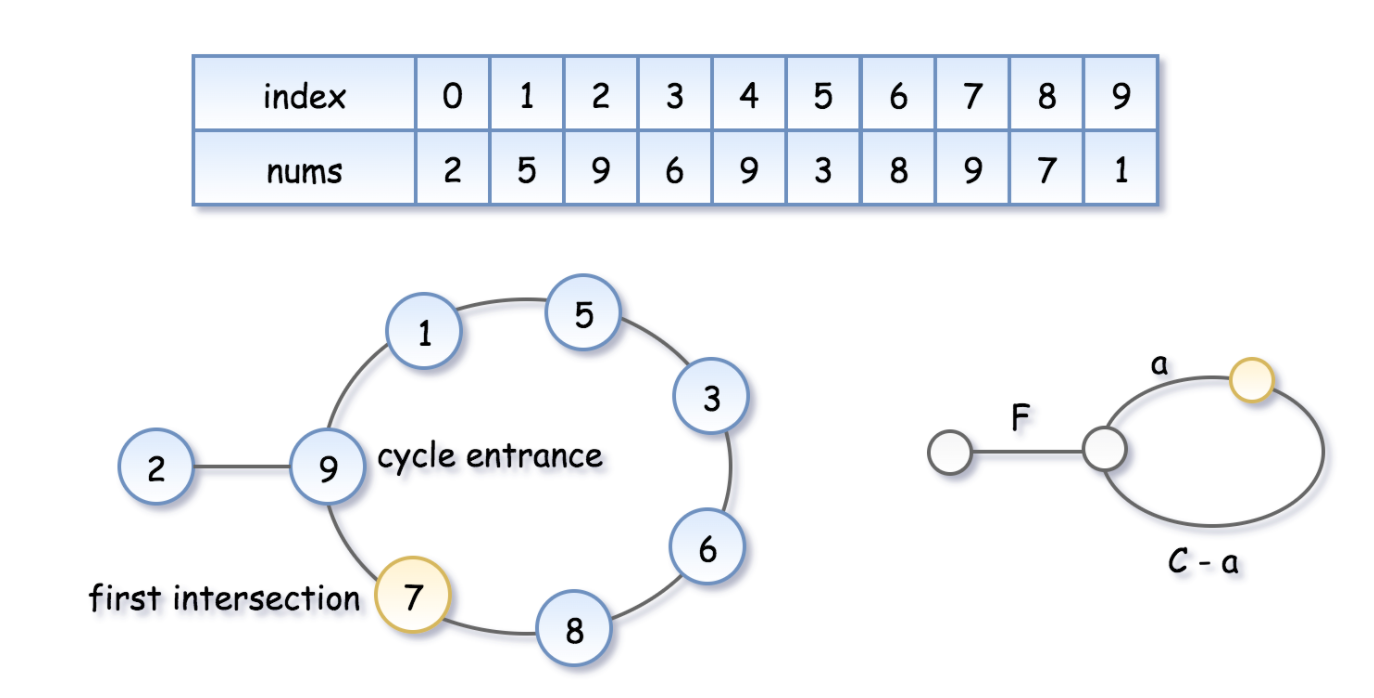 index 0 1 2 3 4 5 6 7 8 9
nums 2 5 9 6 9 3 8 9 7 1
1
5
3
a
F
2
9
cycle entrance
6
C - a
first intersection
7
8